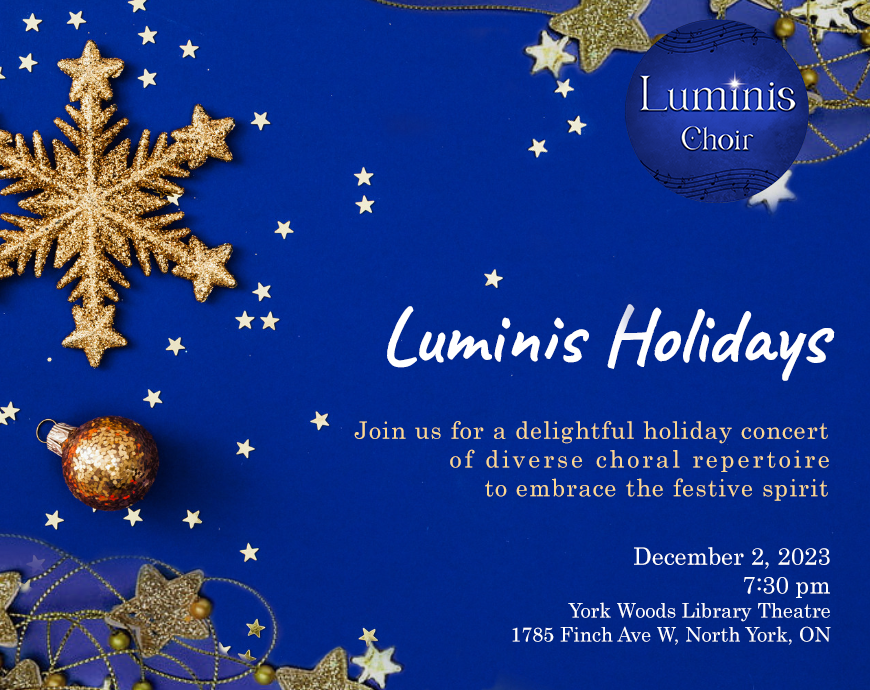 Luminis
Choir
Luminis Holidays
Join us for a delightful holiday concert
of diverse choral repertoire
to embrace the festive spirit
December 2, 2023
7:30 pm
York Woods Library Theatre
1785 Finch Ave W, North York, ON